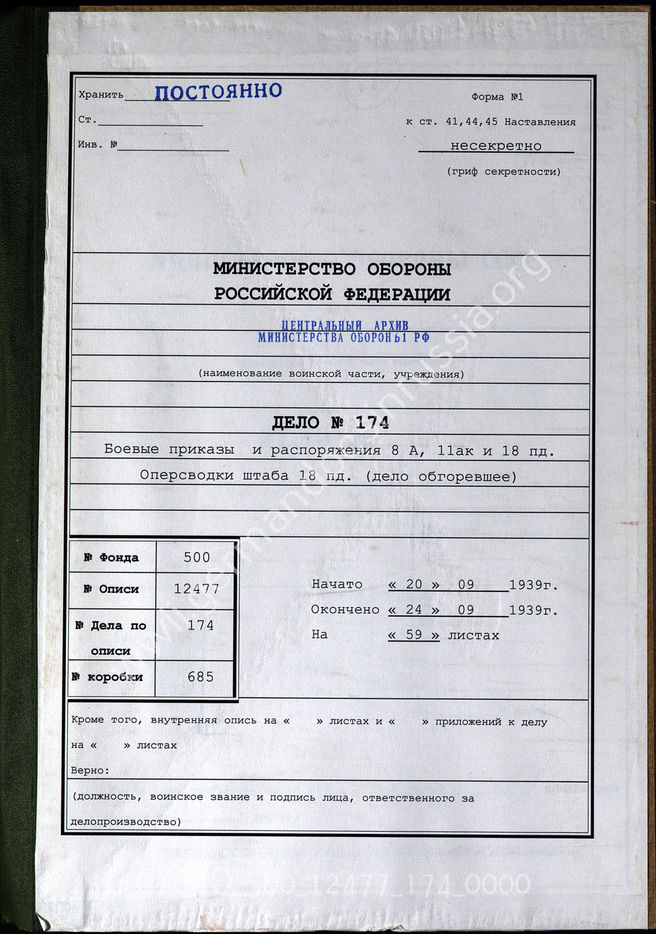 Хранить ПОСТОЯННО
Форма №1
Ст.
к ст. 41,44,45 Наставления
Инв. №
несекретно
(гриф секретности)
МИНИСТЕРСТВО ОБОРОНЫ
РОССИЙСКОЙ ФЕДЕРАЦИИ
ЦЕНТРАЛЬНЫЙ АРХИВ
МИНИСТЕРСТВА ОБОРОНЫ РФ
(наименование воинской части, учреждения)
ДЕЛО № 174
Боевые приказы и распоряжения 8 А, 11ак и 18 пд.
Оперсводки штаба 18 пд. (дело обгоревшее)
№ Фонда 500
№ Описи 12477
№ Дела по 174
описи
№ коробки 685
Начато « 20 » 09 1939г.
Окончено « 24 » 09 1939г.
На « 59 » листах
Кроме того, внутренняя опись на « » листах и « » приложений к делу
на « » листах
Верно:
(должность, воинское звание и подпись лица, ответственного за
делопроизводство)
12477_174_0000